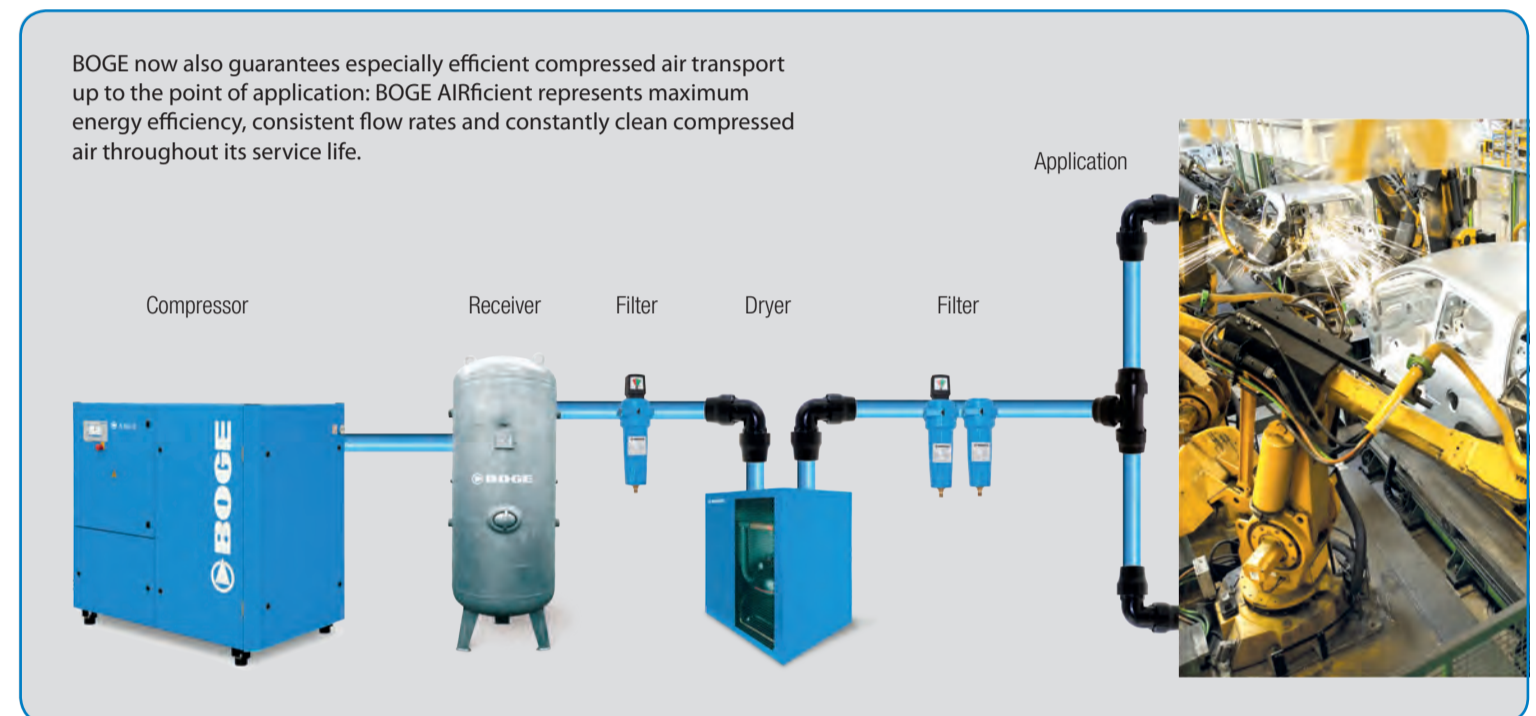 BOGE now also guarantees especially efficient compressed air transport
up to the point of application: BOGE AIRficient represents maximum
energy efficiency, consistent flow rates and constantly clean compressed
air throughout its service life.
Application
Compressor
Receiver
Filter
Dryer
Filter
BOGE
BOGE